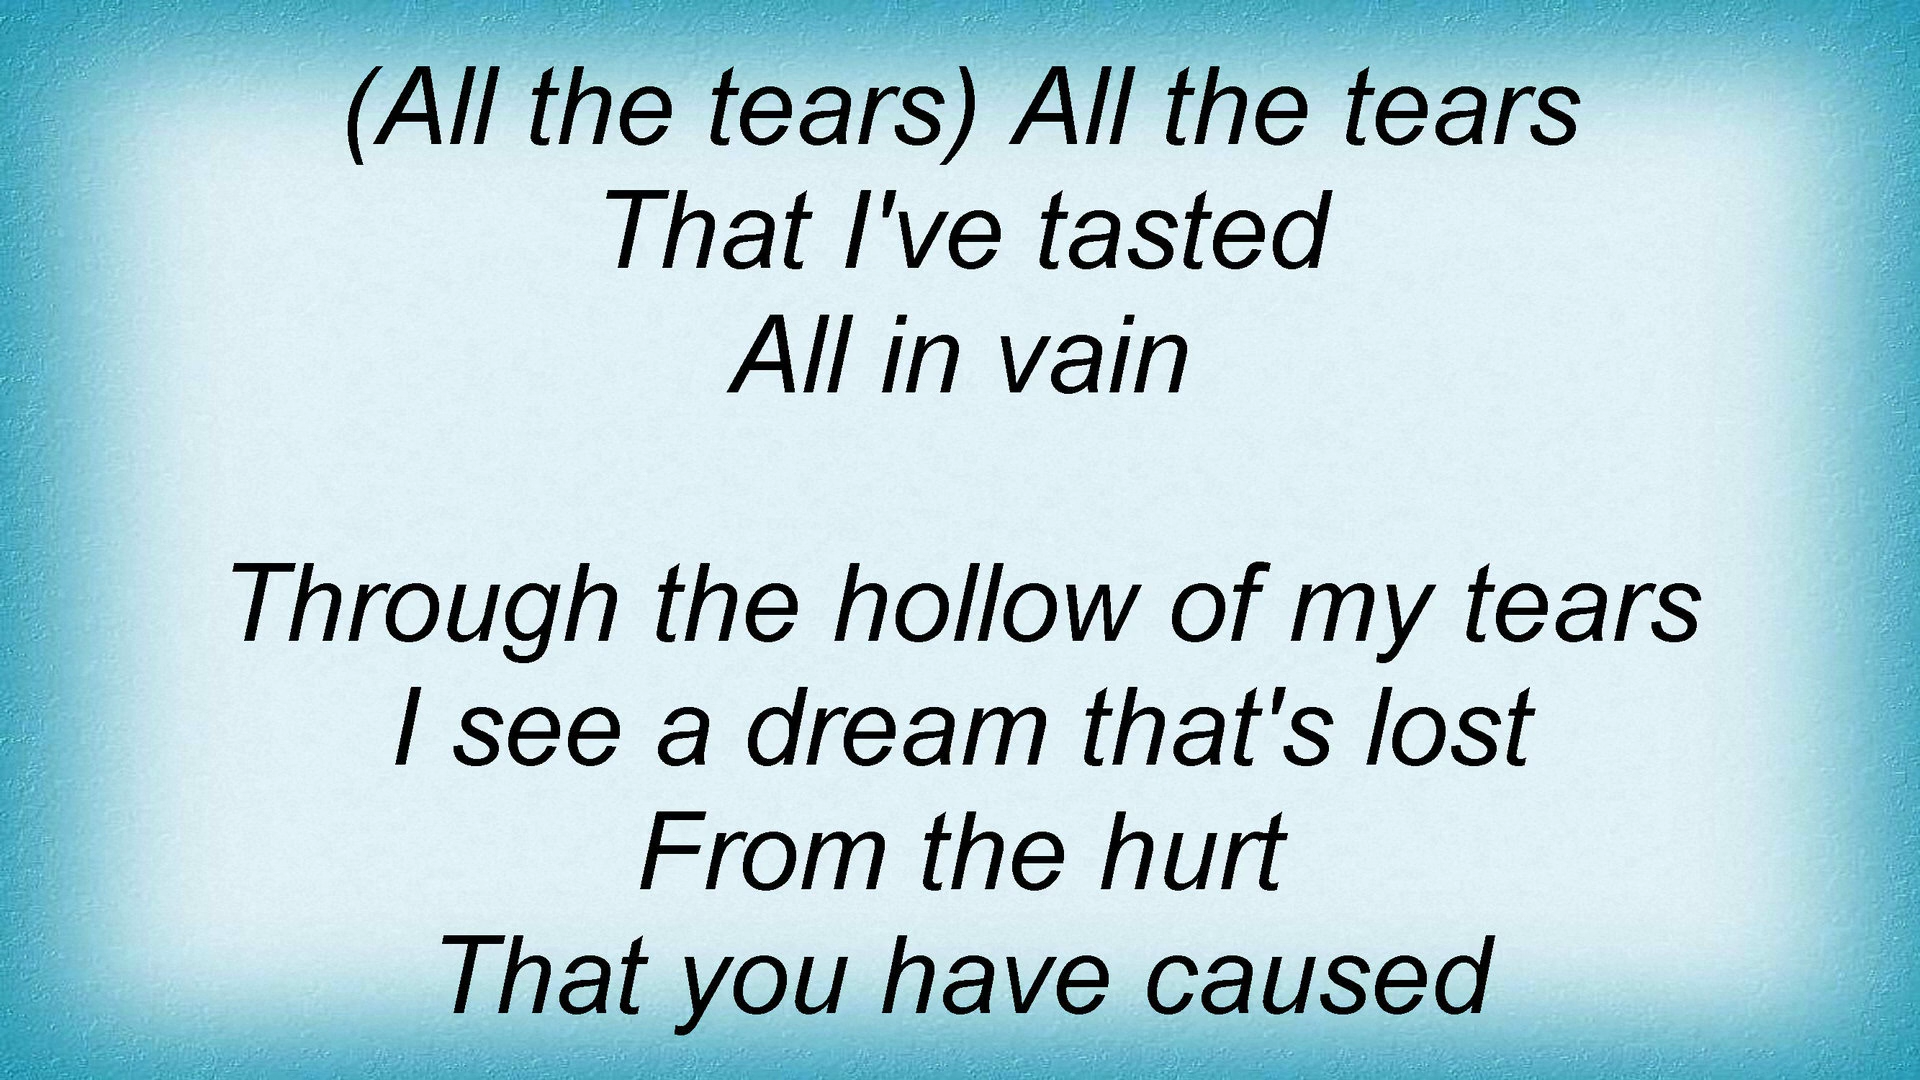 (All the tears) All the tears
That I've tasted
All in vain
Through the hollow of my tears
I see a dream that's lost
From the hurt
That you have caused